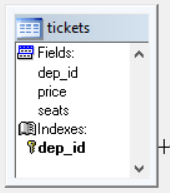 tickets
Fields:
dep_id
price
seats
Indexes:
dep_id